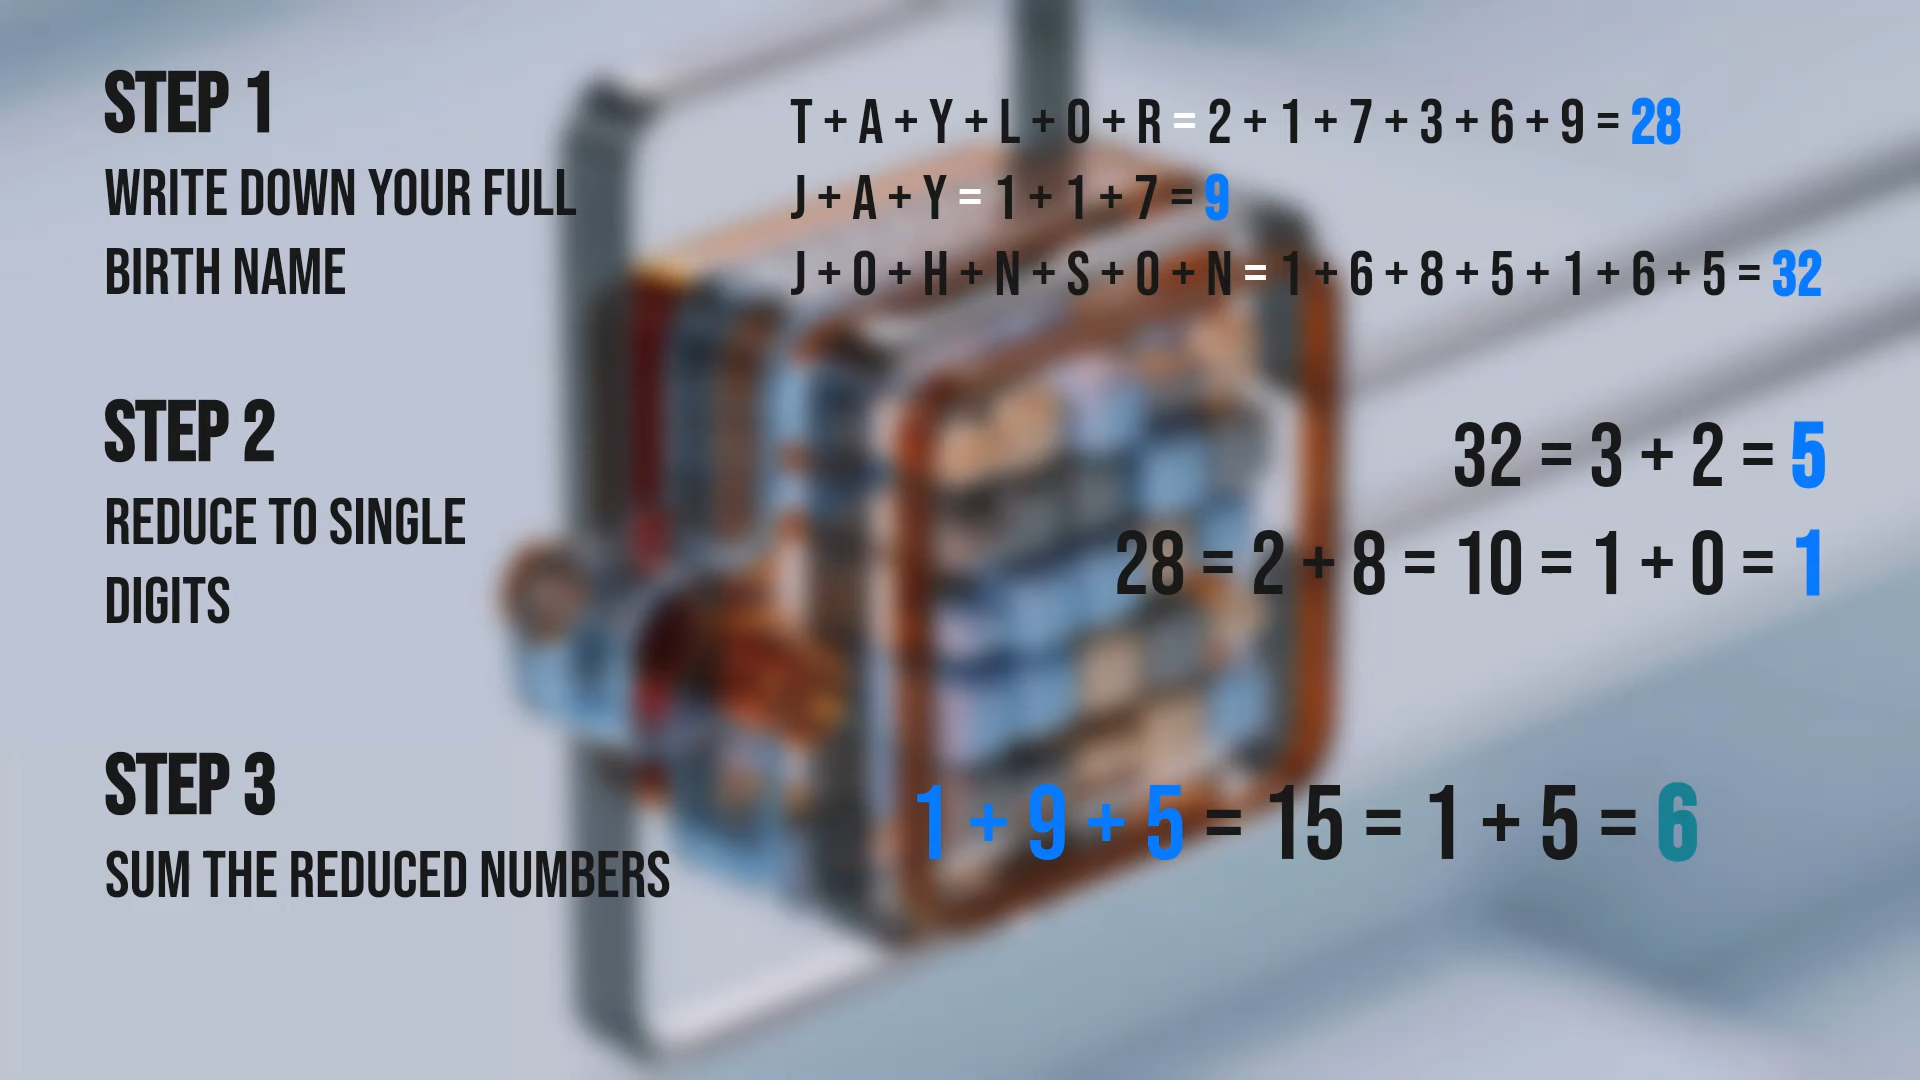 STEP 1
WRITE DOWN YOUR FULL
BIRTH NAME
T + A + Y + L + O + R = 2 + 1 + 7 + 3 + 6 + 9 = 28
J + A + Y = 1 + 1 + 7 = 9
J + O + H + N + S + O + N = 1 + 6 + 8 + 5 + 1 + 6 + 5 = 32
STEP 2
REDUCE TO SINGLE
DIGITS
32 = 3 + 2 = 5
28 = 2 + 8 = 10 = 1 + 0 = 1
STEP 3
SUM THE REDUCED NUMBERS
1 + 9 + 5 = 15 = 1 + 5 = 6